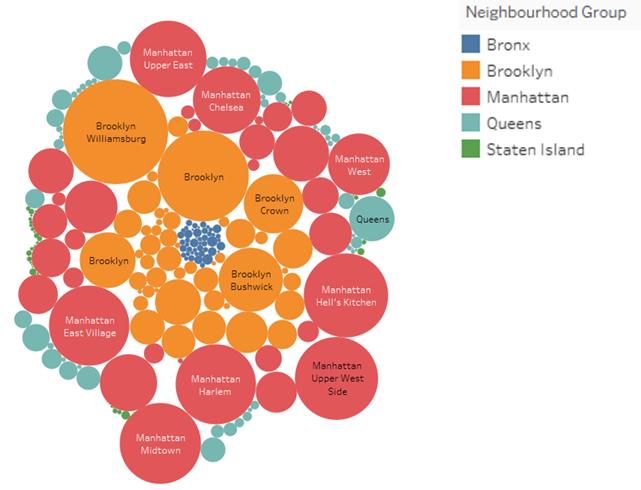 Neighbourhood Group
Bronx
Brooklyn
Manhattan
Queens
Staten Island
Manhattan
Upper East
Manhattan
Chelsea
Brooklyn
Williamsburg
Manhattan
West
Brooklyn
Brooklyn
Crown
Queens
Brooklyn
Brooklyn
Bushwick
Manhattan
Hell's Kitchen
Manhattan
East Village
Manhattan
Upper West
Side
Manhattan
Harlem
Manhattan
Midtown